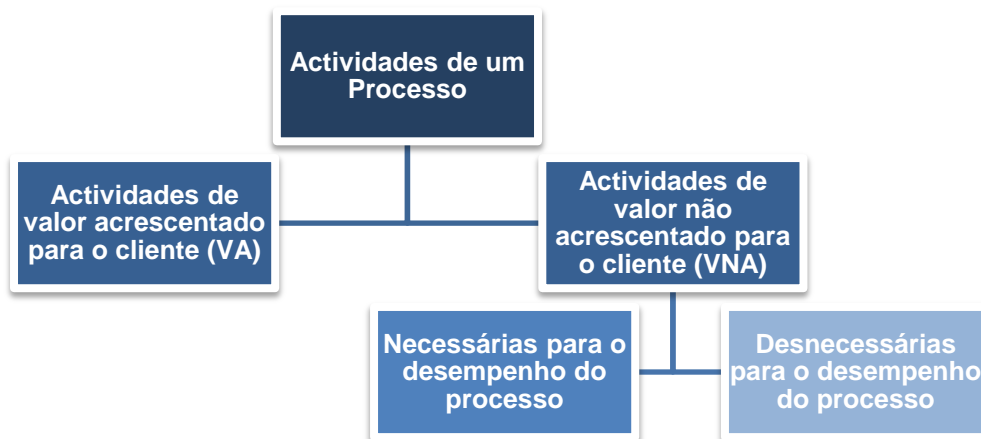 Actividades de um
Processo
Actividades de
valor acrescentado
para o cliente (VA)
Actividades de
valor não
acrescentado para
o cliente (VNA)
Necessárias para o
desempenho do
processo
Desnecessárias
para o desempenho
do processo